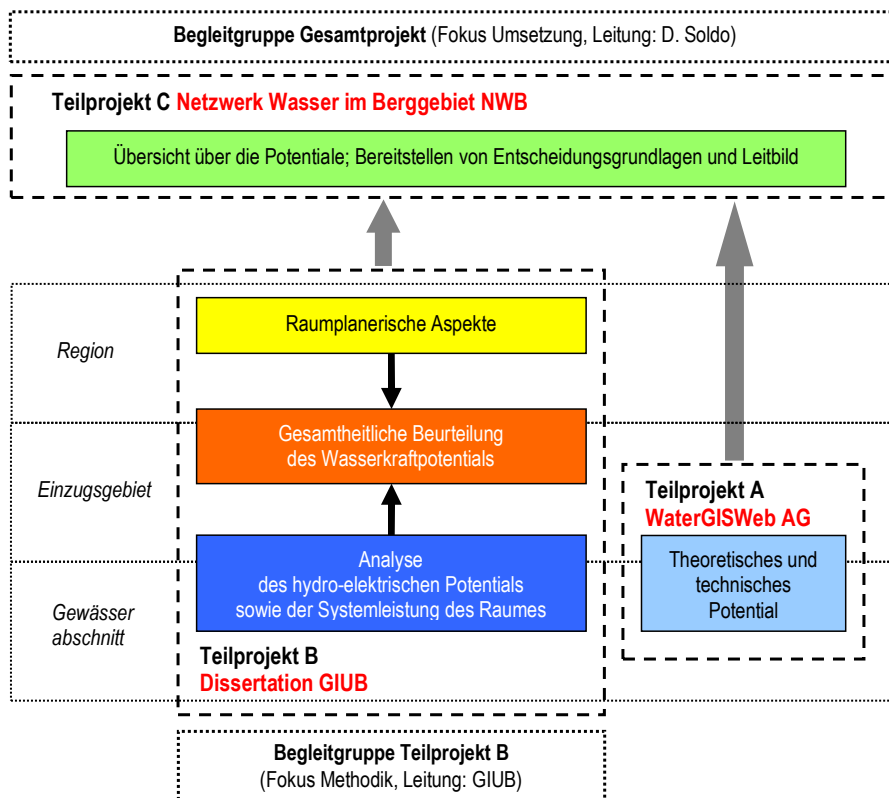 Begleitgruppe Gesamtprojekt (Fokus Umsetzung, Leitung: D. Soldo)
Teilprojekt C Netzwerk Wasser im Berggebiet NWB
Übersicht über die Potentiale; Bereitstellen von Entscheidungsgrundlagen und Leitbild
Region
Raumplanerische Aspekte
Einzugsgebiet
Gesamtheitliche Beurteilung
des Wasserkraftpotentials
Teilprojekt A
WaterGISWeb AG
Theoretisches und
technisches
Potential
Gewässer
abschnitt
Analyse
des hydro-elektrischen Potentials
sowie der Systemleistung des Raumes
Teilprojekt B
Dissertation GIUB
Begleitgruppe Teilprojekt B
(Fokus Methodik, Leitung: GIUB)